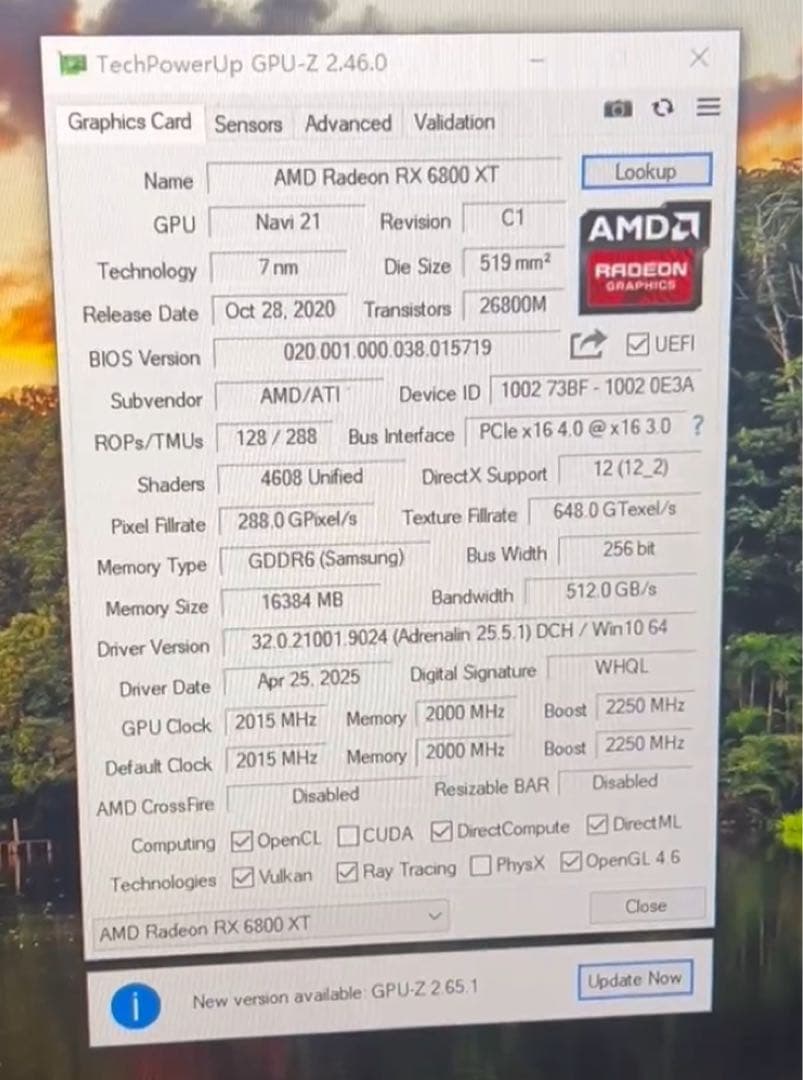 TechPowerUp GPU-Z 2.46.0
Graphics Card Sensors Advanced Validation
Name AMD Radeon RX 6800 XT Lookup
GPU Navi 21 Revision C1
AMD
RADEON
GRAPHICS
Technology 7 nm Die Size 519 mm²
Release Date Oct 28, 2020 Transistors 26800M
BIOS Version 020.001.000.038.015719 UEFI
Subvendor AMD/ATI Device ID 1002 73BF - 1002 0E3A
ROPs/TMUs 128 / 288 Bus Interface PCIe x16 4.0 @ x16 3.0 ?
Shaders 4608 Unified DirectX Support 12 (12_2)
Pixel Fillrate 288.0 GPixel/s Texture Fillrate 648.0 GTexel/s
Memory Type GDDR6 (Samsung) Bus Width 256 bit
Memory Size 16384 MB Bandwidth 512.0 GB/s
Driver Version 32.0.21001.9024 (Adrenalin 25.5.1) DCH / Win10 64
Driver Date Apr 25, 2025 Digital Signature WHQL
GPU Clock 2015 MHz Memory 2000 MHz Boost 2250 MHz
Default Clock 2015 MHz Memory 2000 MHz Boost 2250 MHz
AMD CrossFire Disabled Resizable BAR Disabled
Computing OpenCL CUDA DirectCompute DirectML
Technologies Vulkan Ray Tracing PhysX OpenGL 4.6
AMD Radeon RX 6800 XT Close
i New version available: GPU-Z 2.65.1 Update Now